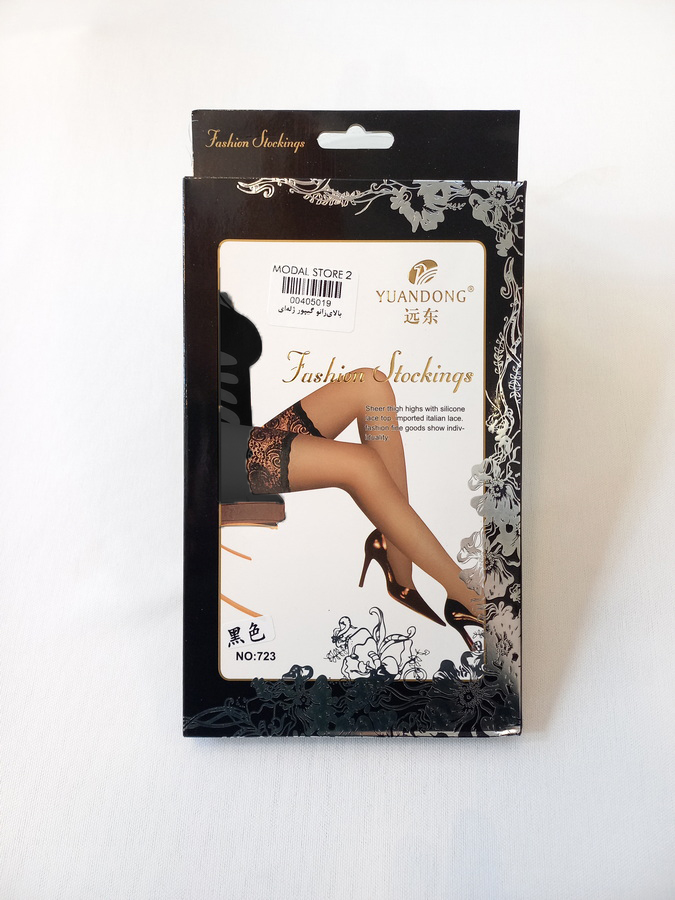 Fashion Stockings
MODAL STORE 2
00405019
بالای‌زانو گیپور ژله‌ای
YUANDONG®
远东
Fashion Stockings
Sheer thigh highs with silicone
lace top, imported italian lace.
fashion fine goods show indiv-
iduality
黑色
NO:723